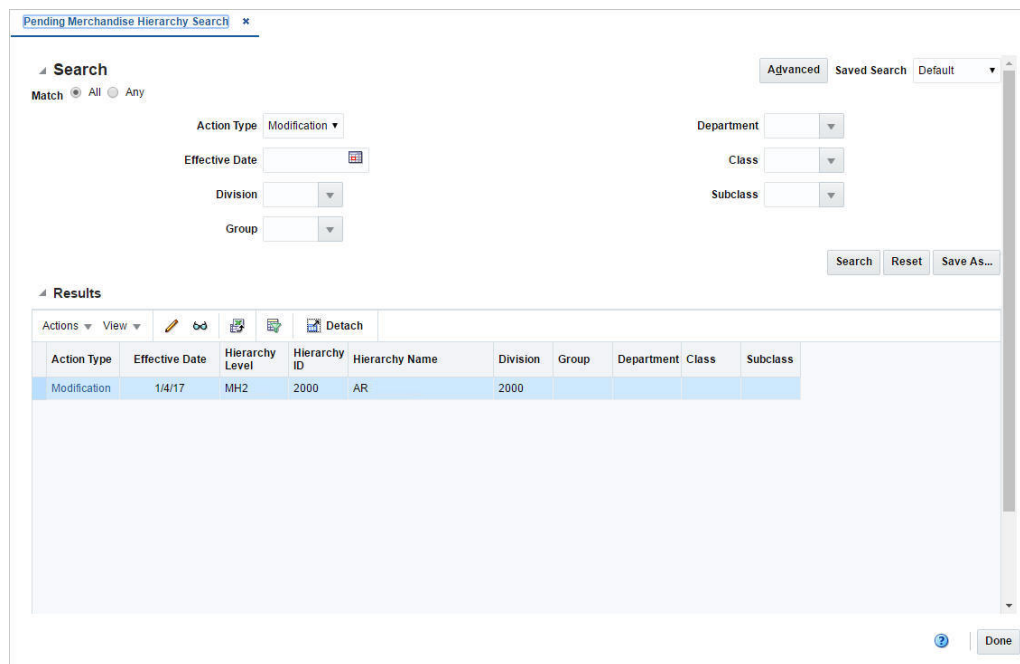 Pending Merchandise Hierarchy Search ×
Search
Advanced Saved Search Default
Match All Any
Action Type Modification
Department
Effective Date
Class
Division
Subclass
Group
Search Reset Save As...
Results
Actions View Detach
Action Type Effective Date Hierarchy Level Hierarchy ID Hierarchy Name Division Group Department Class Subclass
Modification 1/4/17 MH2 2000 AR 2000
? Done